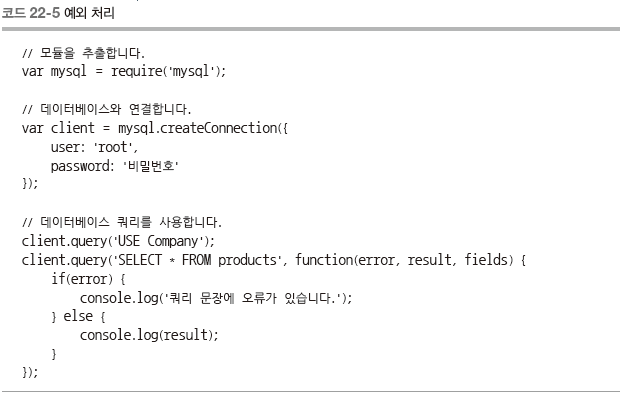 코드 22-5 예외 처리
// 모듈을 추출합니다.
var mysql = require('mysql');
// 데이터베이스와 연결합니다.
var client = mysql.createConnection({
    user: 'root',
    password: '비밀번호'
});
// 데이터베이스 쿼리를 사용합니다.
client.query('USE Company');
client.query('SELECT * FROM products', function(error, result, fields) {
    if(error) {
        console.log('쿼리 문장에 오류가 있습니다.');
    } else {
        console.log(result);
    }
});